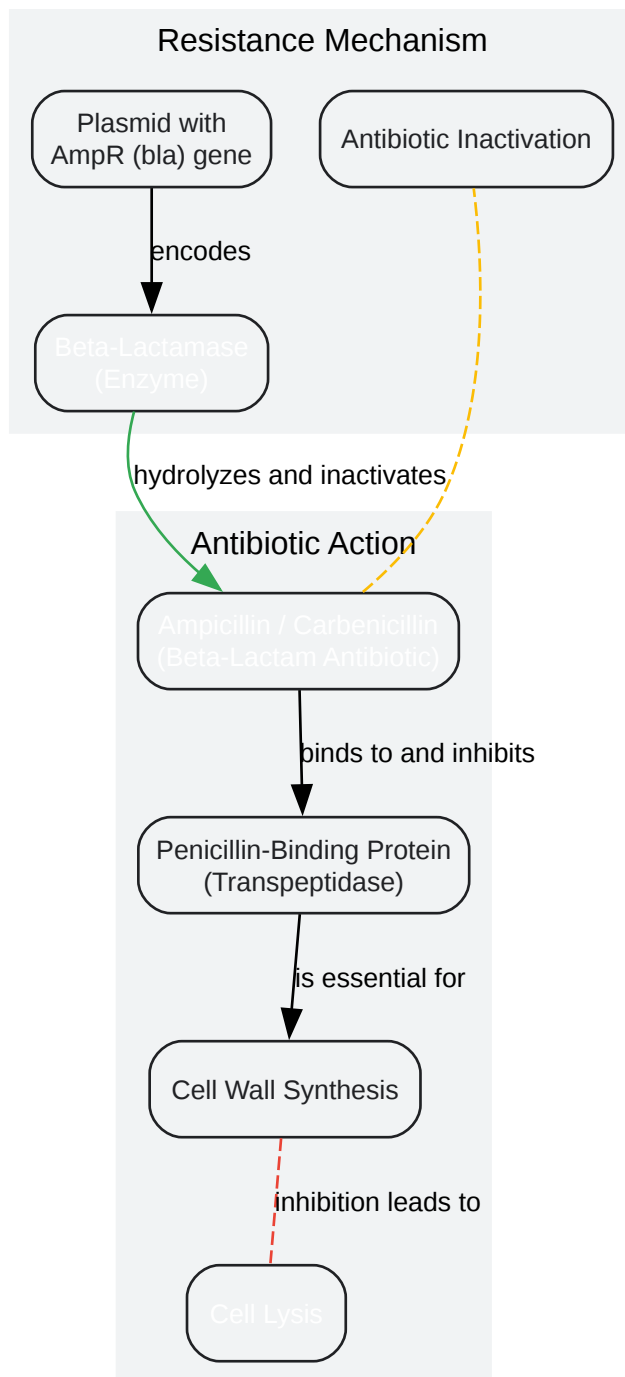 Resistance Mechanism
Plasmid with
AmpR (bla) gene
Antibiotic Inactivation
encodes
Beta-Lactamase
(Enzyme)
hydrolyzes and inactivates
Antibiotic Action
Ampicillin / Carbenicillin
(Beta-Lactam Antibiotic)
binds to and inhibits
Penicillin-Binding Protein
(Transpeptidase)
is essential for
Cell Wall Synthesis
inhibition leads to
Cell Lysis